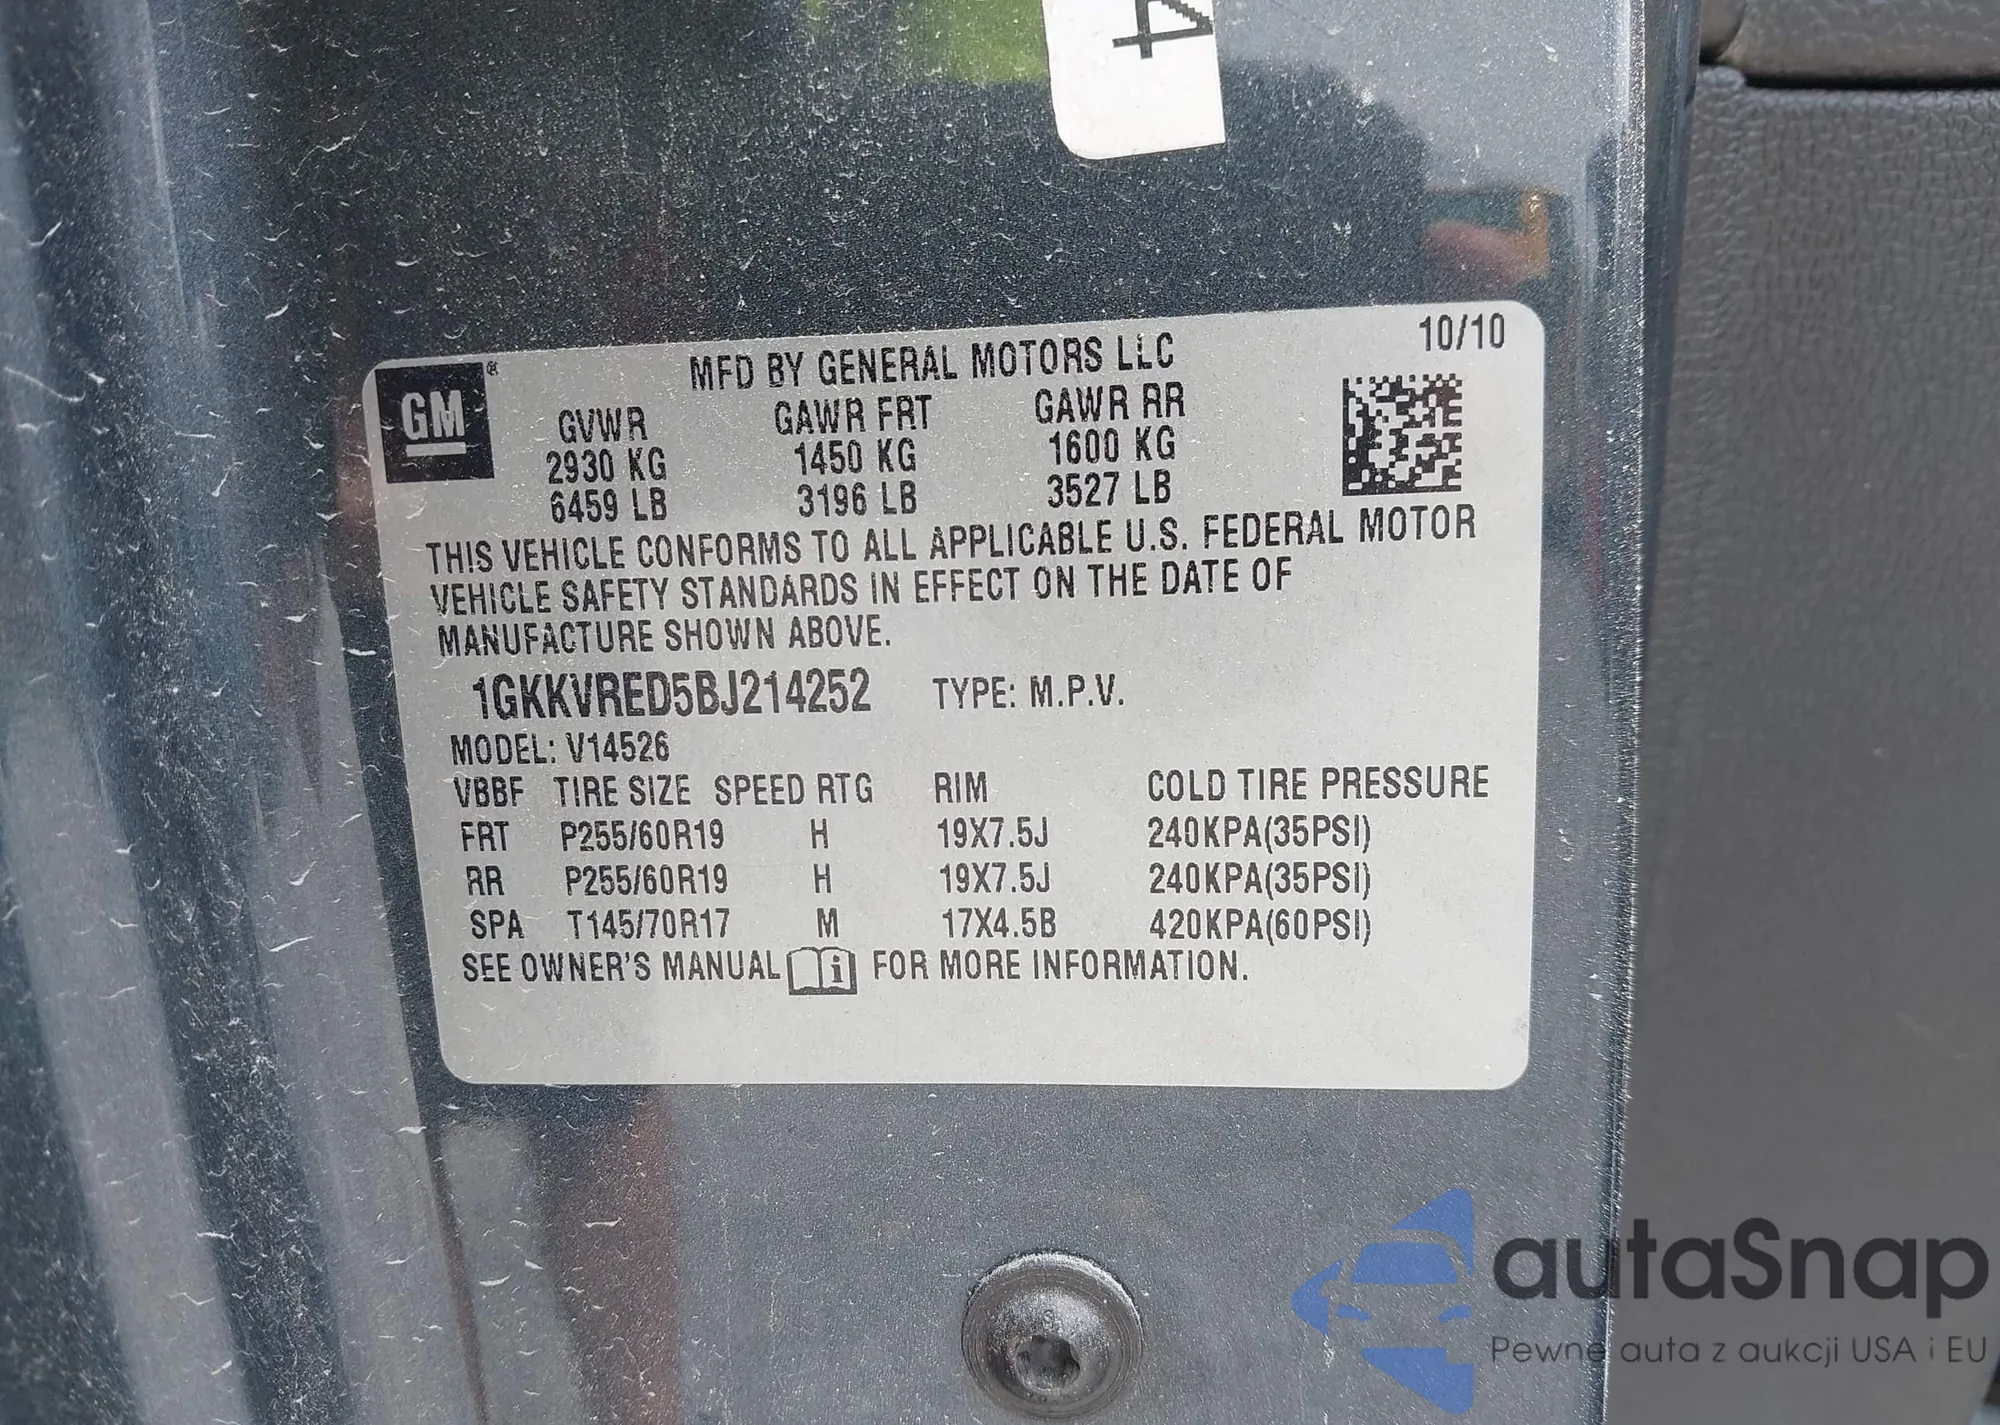 4
10/10
GM®
MFD BY GENERAL MOTORS LLC
GVWR GAWR FRT GAWR RR
2930 KG 1450 KG 1600 KG
6459 LB 3196 LB 3527 LB
THIS VEHICLE CONFORMS TO ALL APPLICABLE U.S. FEDERAL MOTOR
VEHICLE SAFETY STANDARDS IN EFFECT ON THE DATE OF
MANUFACTURE SHOWN ABOVE.
1GKKVRED5BJ214252 TYPE: M.P.V.
MODEL: V14526
VBBF TIRE SIZE SPEED RTG RIM COLD TIRE PRESSURE
FRT P255/60R19 H 19X7.5J 240KPA(35PSI)
RR P255/60R19 H 19X7.5J 240KPA(35PSI)
SPA T145/70R17 M 17X4.5B 420KPA(60PSI)
SEE OWNER'S MANUAL i FOR MORE INFORMATION.
autaSnap
Pewne auta z aukcji USA i EU